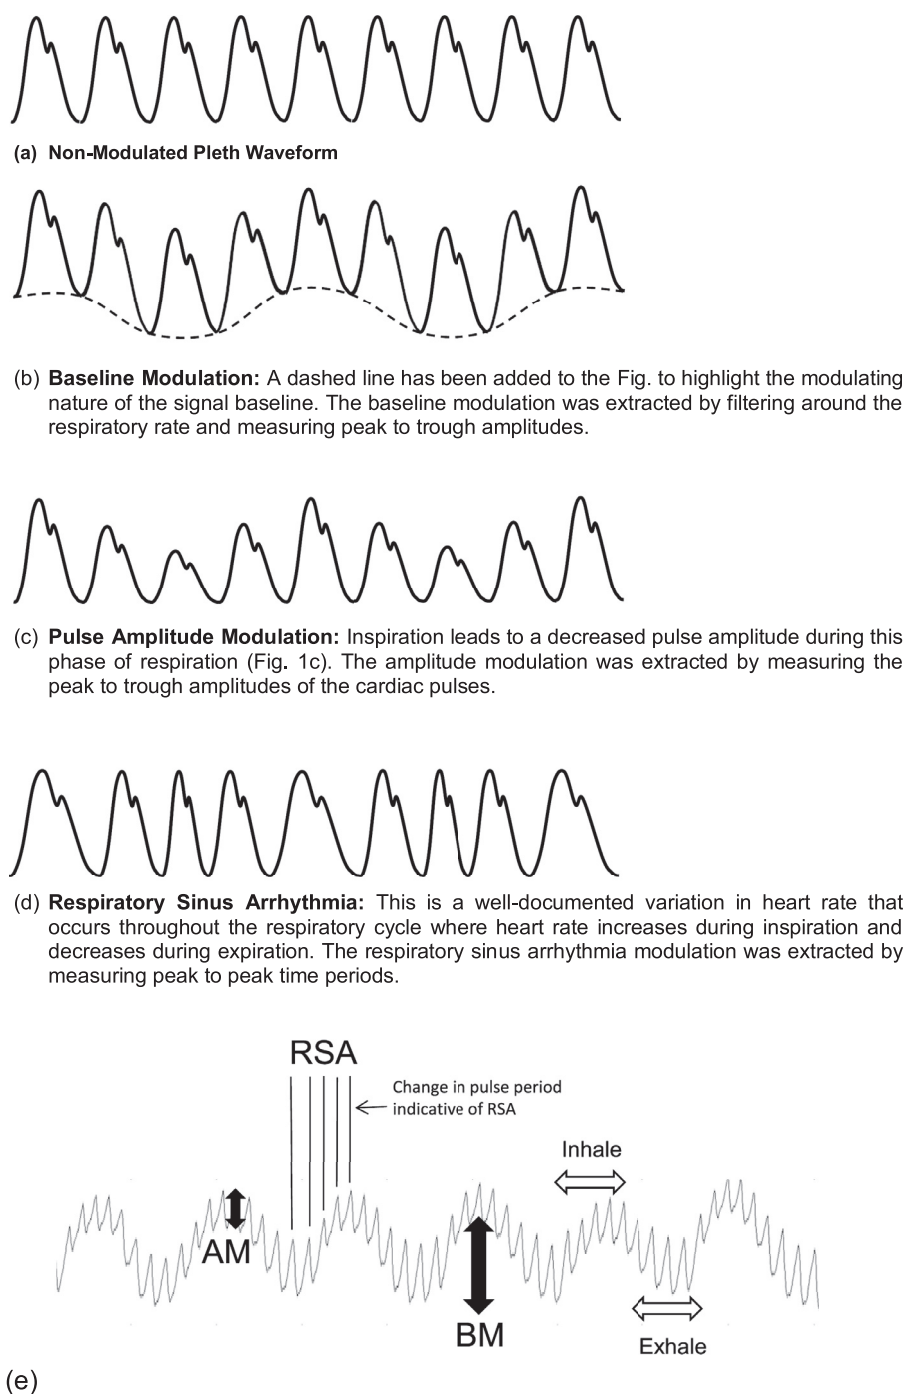 (a) Non-Modulated Pleth Waveform
(b) Baseline Modulation: A dashed line has been added to the Fig. to highlight the modulating
nature of the signal baseline. The baseline modulation was extracted by filtering around the
respiratory rate and measuring peak to trough amplitudes.
(c) Pulse Amplitude Modulation: Inspiration leads to a decreased pulse amplitude during this
phase of respiration (Fig. 1c). The amplitude modulation was extracted by measuring the
peak to trough amplitudes of the cardiac pulses.
(d) Respiratory Sinus Arrhythmia: This is a well-documented variation in heart rate that
occurs throughout the respiratory cycle where heart rate increases during inspiration and
decreases during expiration. The respiratory sinus arrhythmia modulation was extracted by
measuring peak to peak time periods.
RSA
Change in pulse period
indicative of RSA
Inhale
AM
BM
Exhale
(e)